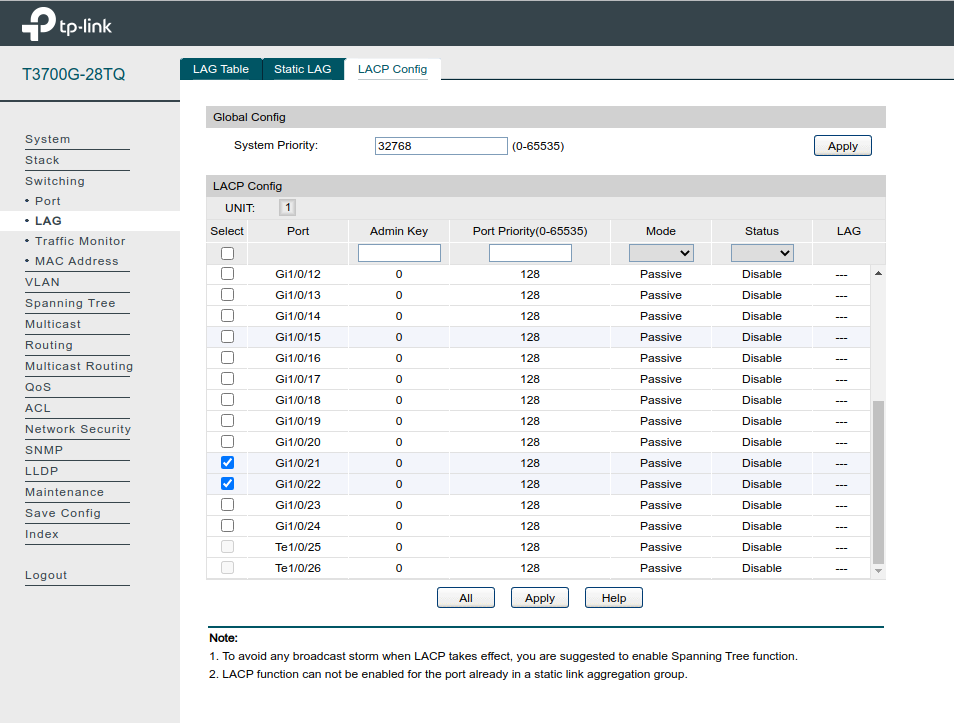 tp-link
T3700G-28TQ
LAG Table Static LAG LACP Config
System
Stack
Switching
• Port
• LAG
• Traffic Monitor
• MAC Address
VLAN
Spanning Tree
Multicast
Routing
Multicast Routing
QoS
ACL
Network Security
SNMP
LLDP
Maintenance
Save Config
Index
Logout
Global Config
System Priority: 32768 (0-65535) Apply
LACP Config
UNIT: 1
Select Port Admin Key Port Priority(0-65535) Mode Status LAG
Gi1/0/12 0 128 Passive Disable ---
Gi1/0/13 0 128 Passive Disable ---
Gi1/0/14 0 128 Passive Disable ---
Gi1/0/15 0 128 Passive Disable ---
Gi1/0/16 0 128 Passive Disable ---
Gi1/0/17 0 128 Passive Disable ---
Gi1/0/18 0 128 Passive Disable ---
Gi1/0/19 0 128 Passive Disable ---
Gi1/0/20 0 128 Passive Disable ---
Gi1/0/21 0 128 Passive Disable ---
Gi1/0/22 0 128 Passive Disable ---
Gi1/0/23 0 128 Passive Disable ---
Gi1/0/24 0 128 Passive Disable ---
Te1/0/25 0 128 Passive Disable ---
Te1/0/26 0 128 Passive Disable ---
All Apply Help
Note:
1. To avoid any broadcast storm when LACP takes effect, you are suggested to enable Spanning Tree function.
2. LACP function can not be enabled for the port already in a static link aggregation group.